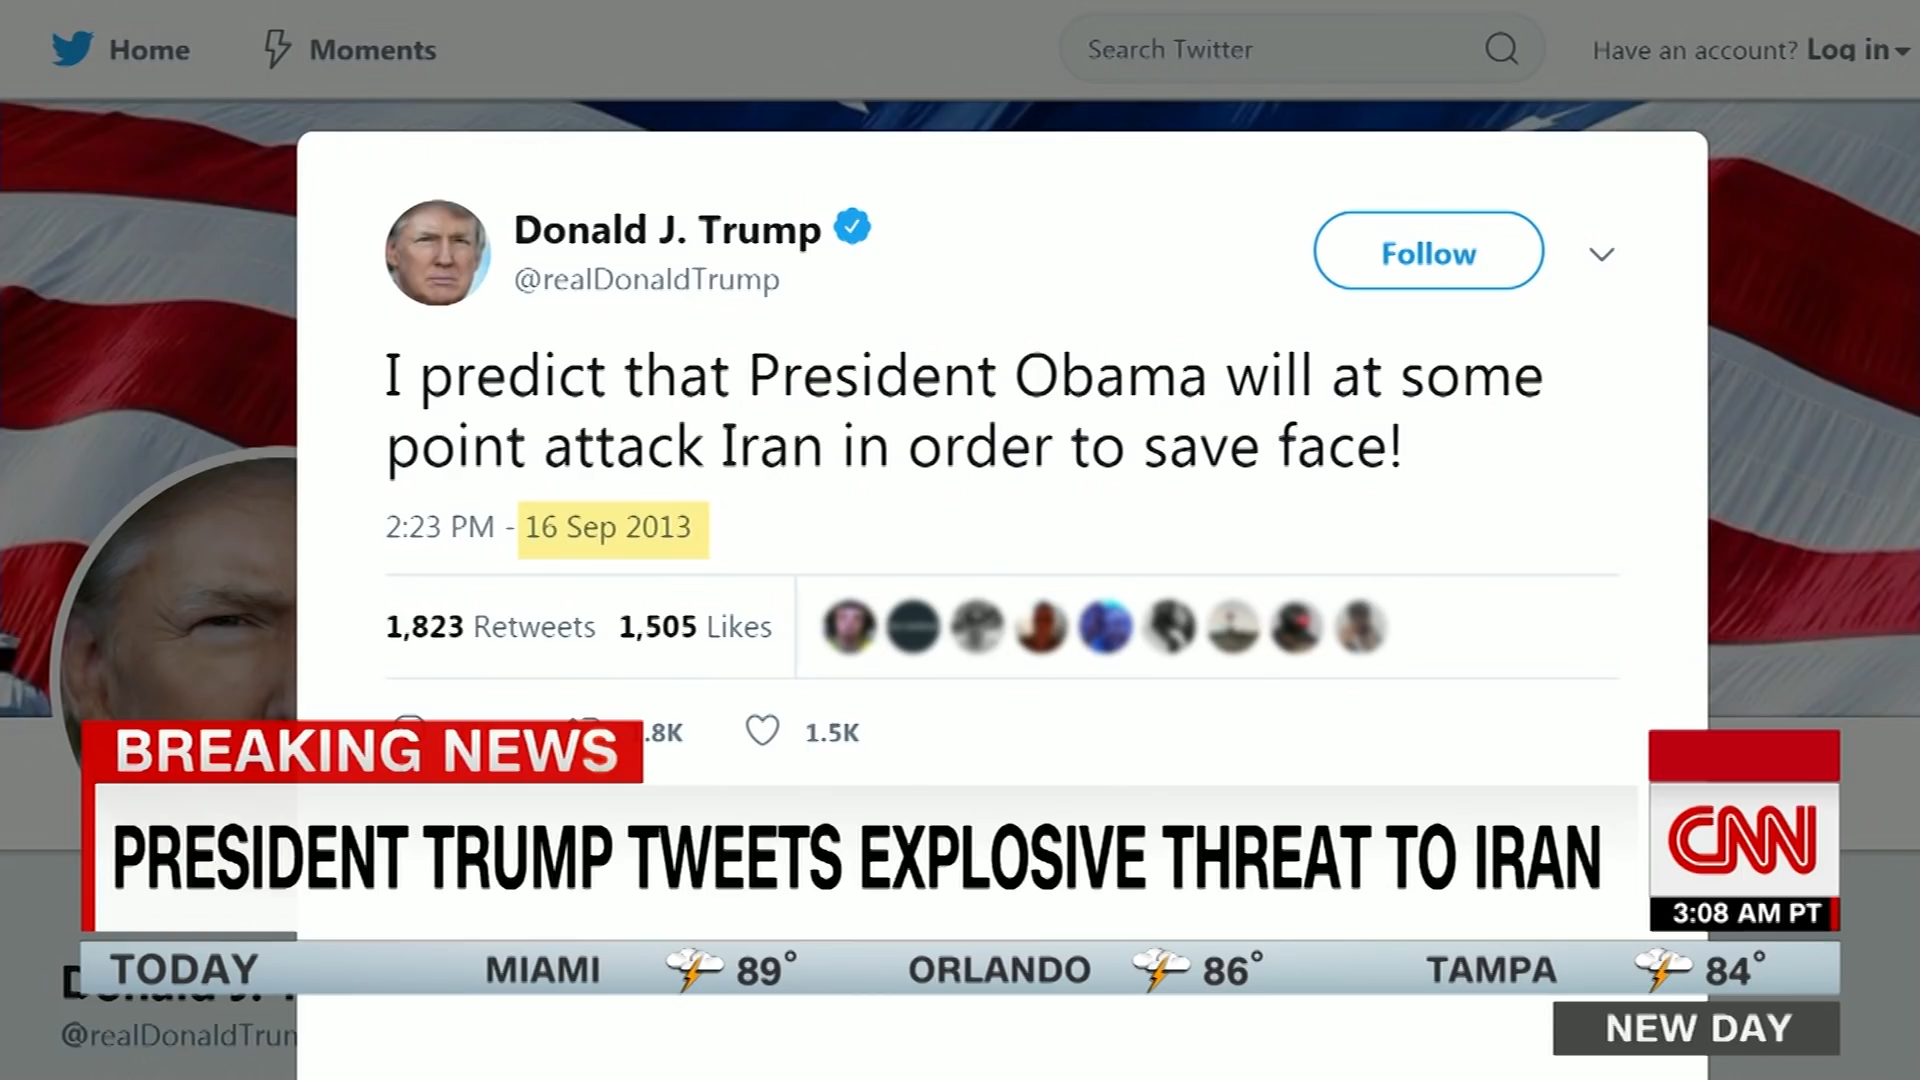 Home
Moments
Search Twitter
Have an account? Log in
Donald J. Trump
@realDonaldTrump
Follow
I predict that President Obama will at some
point attack Iran in order to save face!
2:23 PM - 16 Sep 2013
1,823 Retweets 1,505 Likes
.8K
1.5K
BREAKING NEWS
PRESIDENT TRUMP TWEETS EXPLOSIVE THREAT TO IRAN
CNN
3:08 AM PT
TODAY MIAMI 89° ORLANDO 86° TAMPA 84°
@realDonaldTrum
NEW DAY